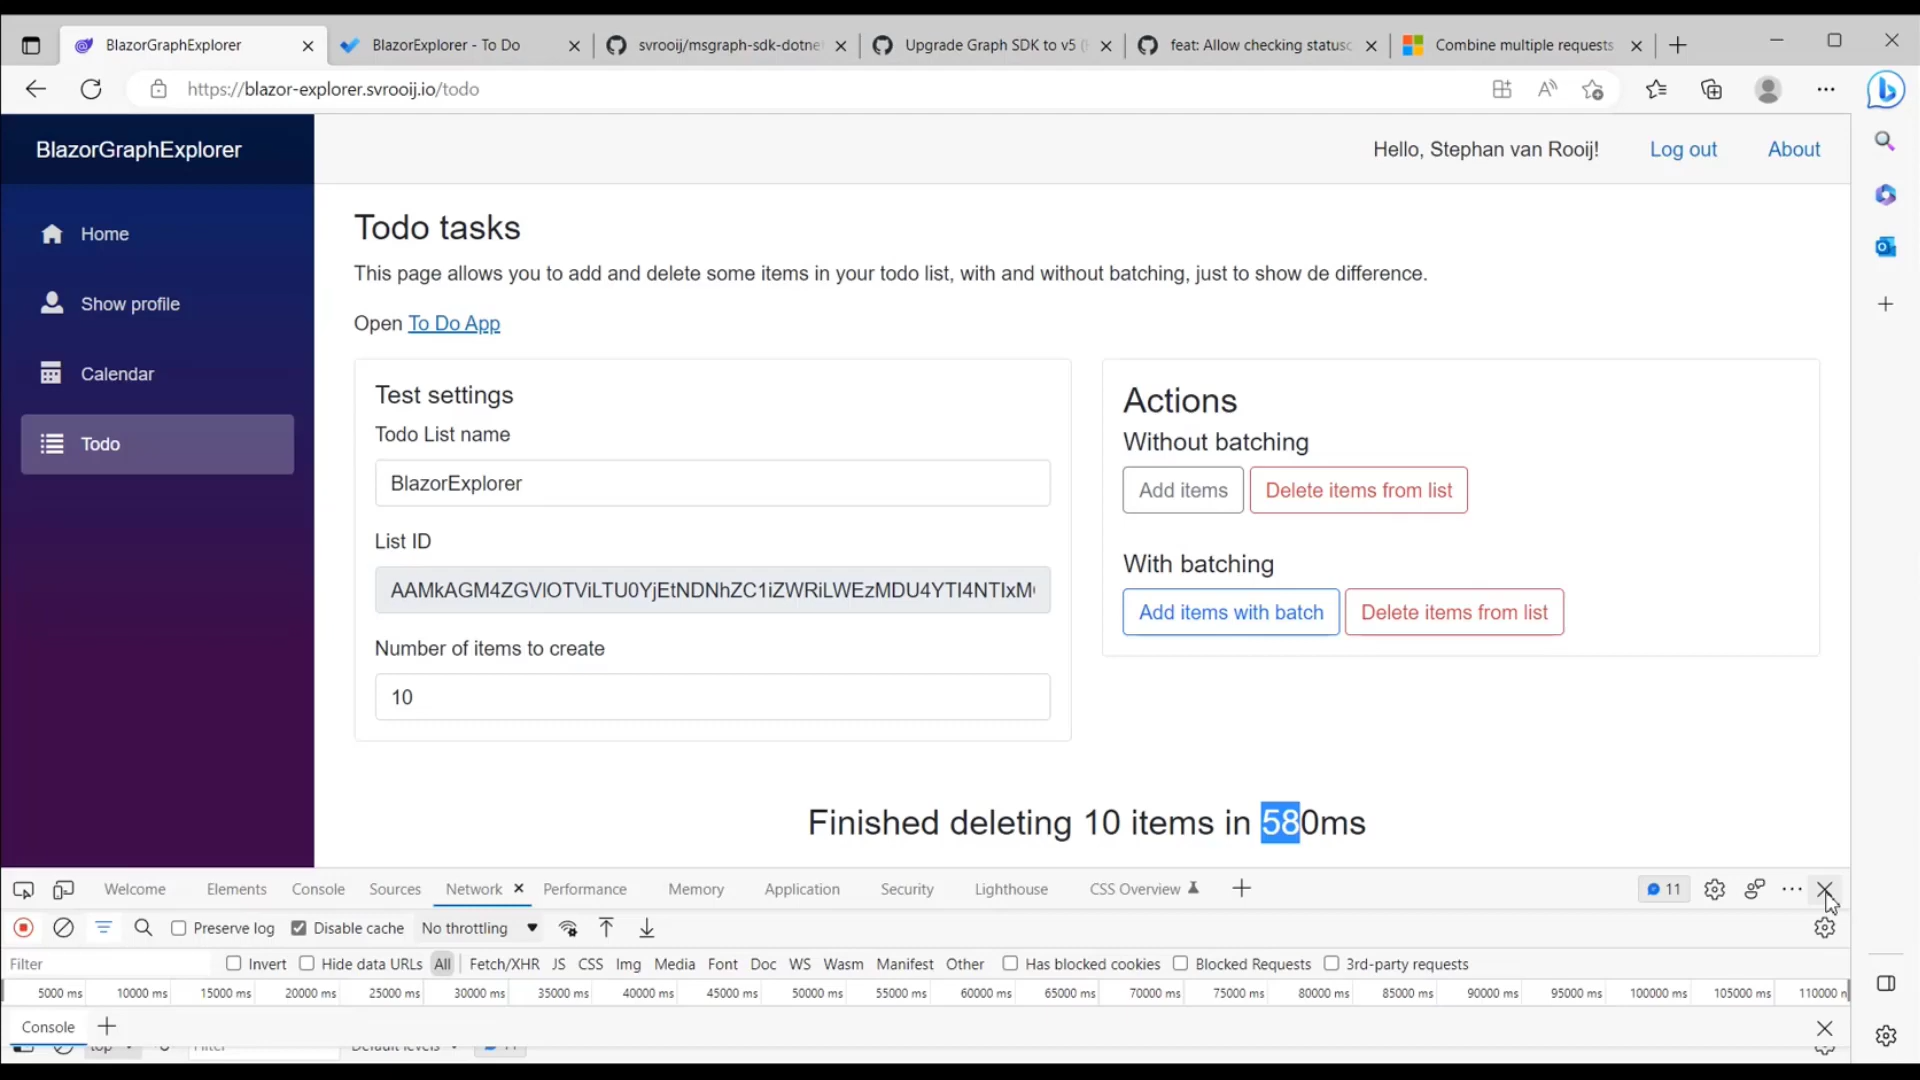 BlazorGraphExplorer
BlazorExplorer - To Do
svrooij/msgraph-sdk-dotne
Upgrade Graph SDK to v5 (
feat: Allow checking statusc
Combine multiple requests
https://blazor-explorer.svrooij.io/todo
BlazorGraphExplorer
Hello, Stephan van Rooij!
Log out
About
Home
Show profile
Calendar
Todo
Todo tasks
This page allows you to add and delete some items in your todo list, with and without batching, just to show de difference.
Open To Do App
Test settings
Todo List name
BlazorExplorer
List ID
AAMkAGM4ZGVlOTViLTU0YjEtNDNhZC1iZWRiLWEzMDU4YTI4NTIxM
Number of items to create
10
Actions
Without batching
Add items
Delete items from list
With batching
Add items with batch
Delete items from list
Finished deleting 10 items in 580ms
Welcome Elements Console Sources Network Performance Memory Application Security Lighthouse CSS Overview 11
Preserve log Disable cache No throttling
Filter Invert Hide data URLs All Fetch/XHR JS CSS Img Media Font Doc WS Wasm Manifest Other Has blocked cookies Blocked Requests 3rd-party requests
5000 ms 10000 ms 15000 ms 20000 ms 25000 ms 30000 ms 35000 ms 40000 ms 45000 ms 50000 ms 55000 ms 60000 ms 65000 ms 70000 ms 75000 ms 80000 ms 85000 ms 90000 ms 95000 ms 100000 ms 105000 ms 110000
Console
top Filter Default levels